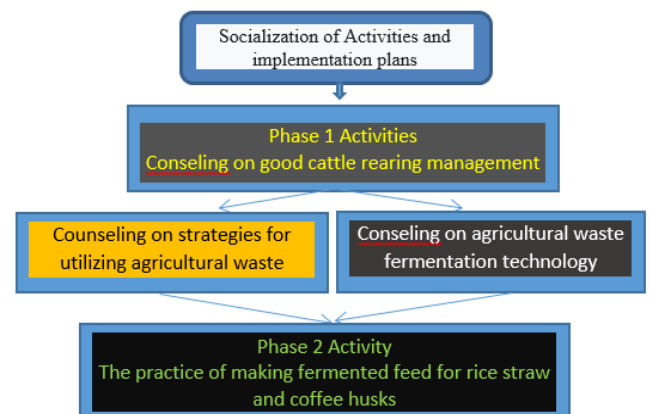 Socialization of Activities and
implementation plans
Phase 1 Activities
Conseling on good cattle rearing management
Counseling on strategies for
utilizing agricultural waste
Conseling on agricultural waste
fermentation technology
Phase 2 Activity
The practice of making fermented feed for rice straw
and coffee husks